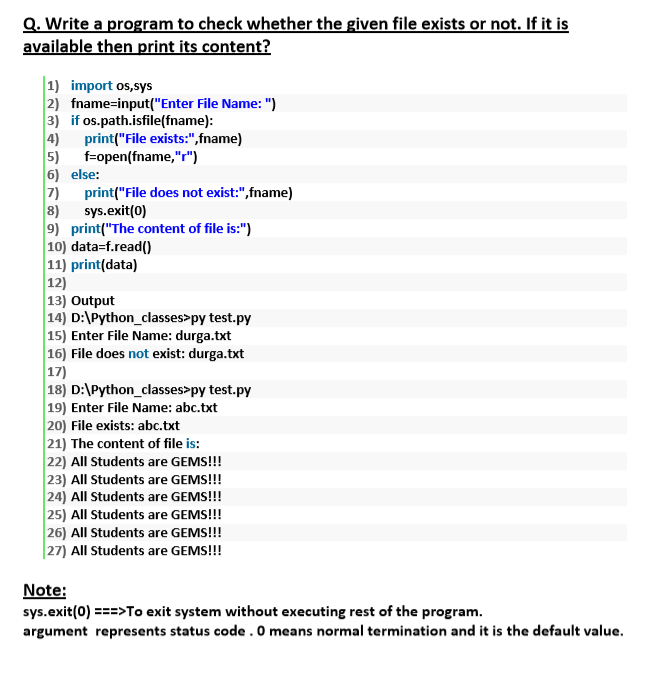 Q. Write a program to check whether the given file exists or not. If it is
available then print its content?
1) import os,sys
2) fname=input("Enter File Name: ")
3) if os.path.isfile(fname):
4) print("File exists:",fname)
5) f=open(fname,"r")
6) else:
7) print("File does not exist:",fname)
8) sys.exit(0)
9) print("The content of file is:")
10) data=f.read()
11) print(data)
12)
13) Output
14) D:\Python_classes>py test.py
15) Enter File Name: durga.txt
16) File does not exist: durga.txt
17)
18) D:\Python_classes>py test.py
19) Enter File Name: abc.txt
20) File exists: abc.txt
21) The content of file is:
22) All Students are GEMS!!!
23) All Students are GEMS!!!
24) All Students are GEMS!!!
25) All Students are GEMS!!!
26) All Students are GEMS!!!
27) All Students are GEMS!!!
Note:
sys.exit(0) ===>To exit system without executing rest of the program.
argument  represents status code . 0 means normal termination and it is the default value.